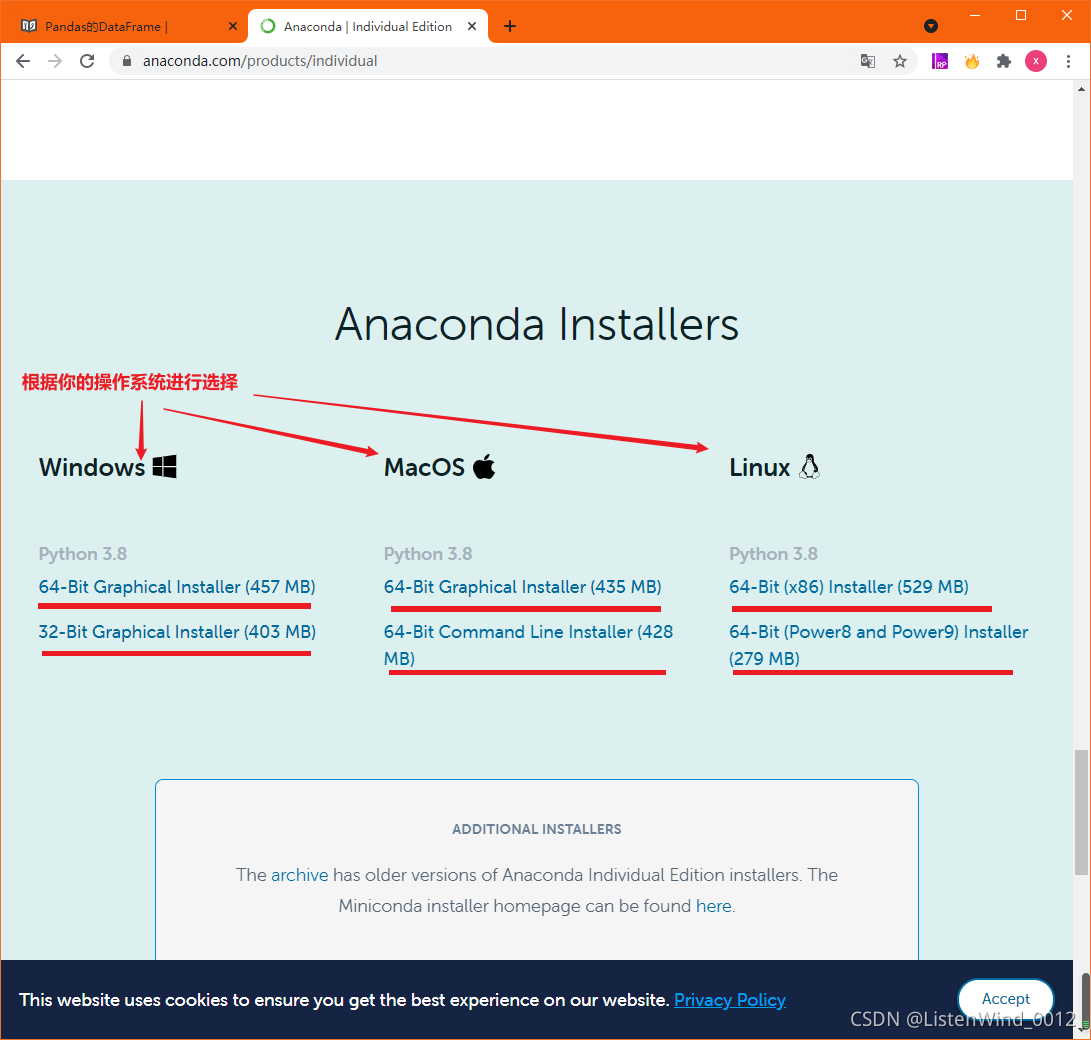 Pandas的DataFrame |
Anaconda | Individual Edition
anaconda.com/products/individual
RP
X
Anaconda Installers
根据你的操作系统进行选择
Windows
MacOS
Linux
Python 3.8
64-Bit Graphical Installer (457 MB)
32-Bit Graphical Installer (403 MB)
Python 3.8
64-Bit Graphical Installer (435 MB)
64-Bit Command Line Installer (428
MB)
Python 3.8
64-Bit (x86) Installer (529 MB)
64-Bit (Power8 and Power9) Installer
(279 MB)
ADDITIONAL INSTALLERS
The archive has older versions of Anaconda Individual Edition installers. The
Miniconda installer homepage can be found here.
This website uses cookies to ensure you get the best experience on our website. Privacy Policy
Accept
CSDN @ListenWind_0012